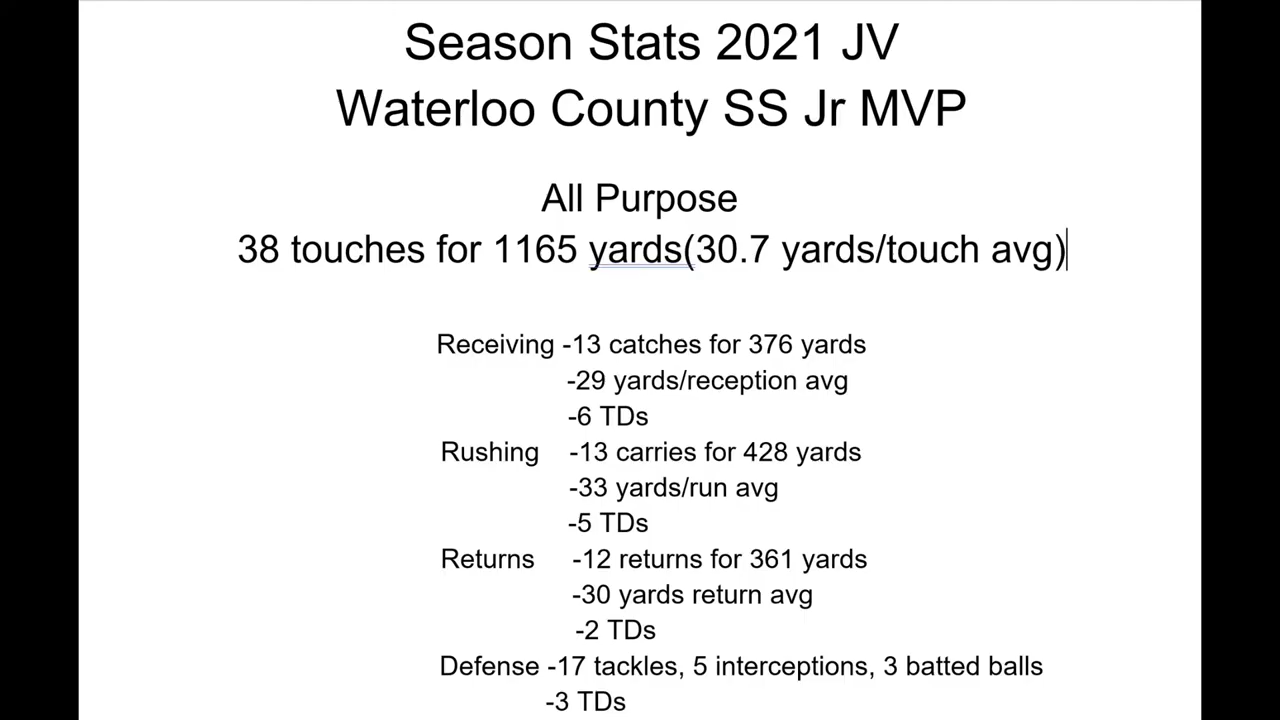 Season Stats 2021 JV
Waterloo County SS Jr MVP
All Purpose
38 touches for 1165 yards(30.7 yards/touch avg)
Receiving -13 catches for 376 yards
-29 yards/reception avg
-6 TDs
Rushing -13 carries for 428 yards
-33 yards/run avg
-5 TDs
Returns -12 returns for 361 yards
-30 yards return avg
-2 TDs
Defense -17 tackles, 5 interceptions, 3 batted balls
-3 TDs